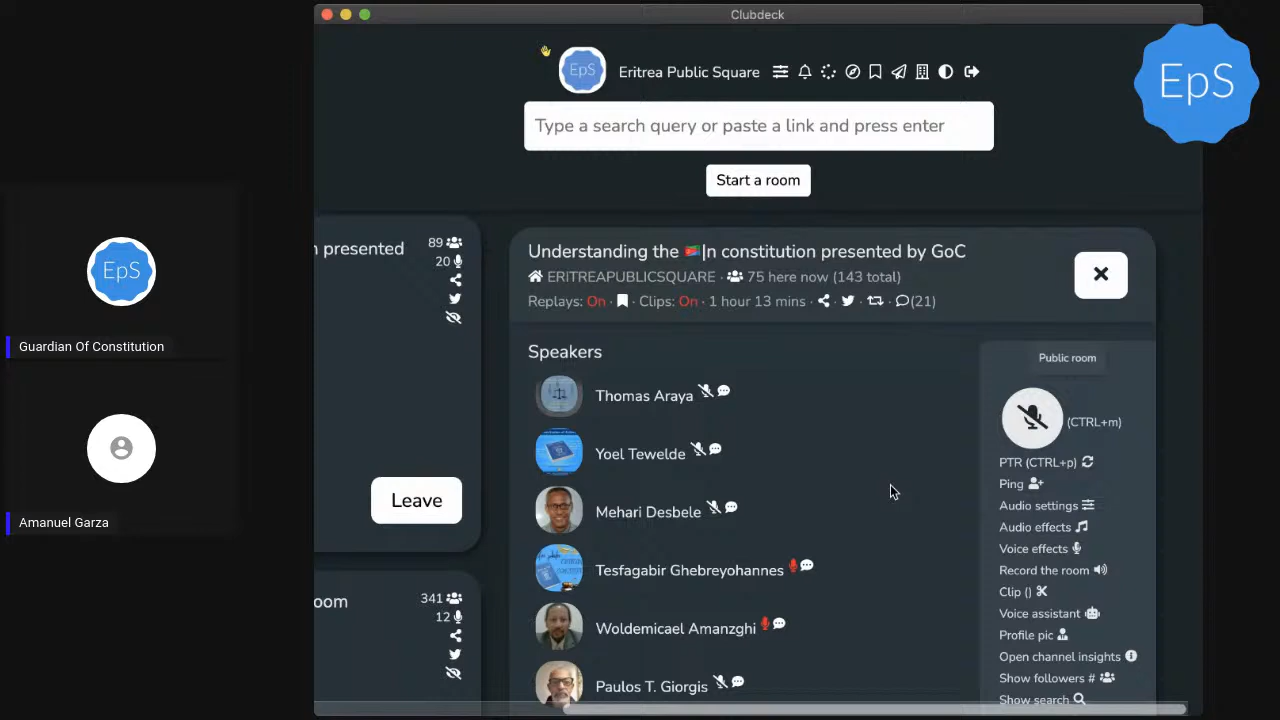 Clubdeck
EpS
Eritrea Public Square
EpS
Type a search query or paste a link and press enter
Start a room
n presented
89
20
Leave
oom
341
12
Understanding the 🇪🇷|n constitution presented by GoC
ERITREAPUBLICSQUARE · 75 here now (143 total)
Replays: On · Clips: On · 1 hour 13 mins · (21)
Speakers
Thomas Araya
Yoel Tewelde
Mehari Desbele
Tesfagabir Ghebreyohannes
Woldemicael Amanzghi
Paulos T. Giorgis
Public room
(CTRL+m)
PTR (CTRL+p)
Ping
Audio settings
Audio effects
Voice effects
Record the room
Clip ()
Voice assistant
Profile pic
Open channel insights
Show followers #
Show search
EpS
Guardian Of Constitution
Amanuel Garza